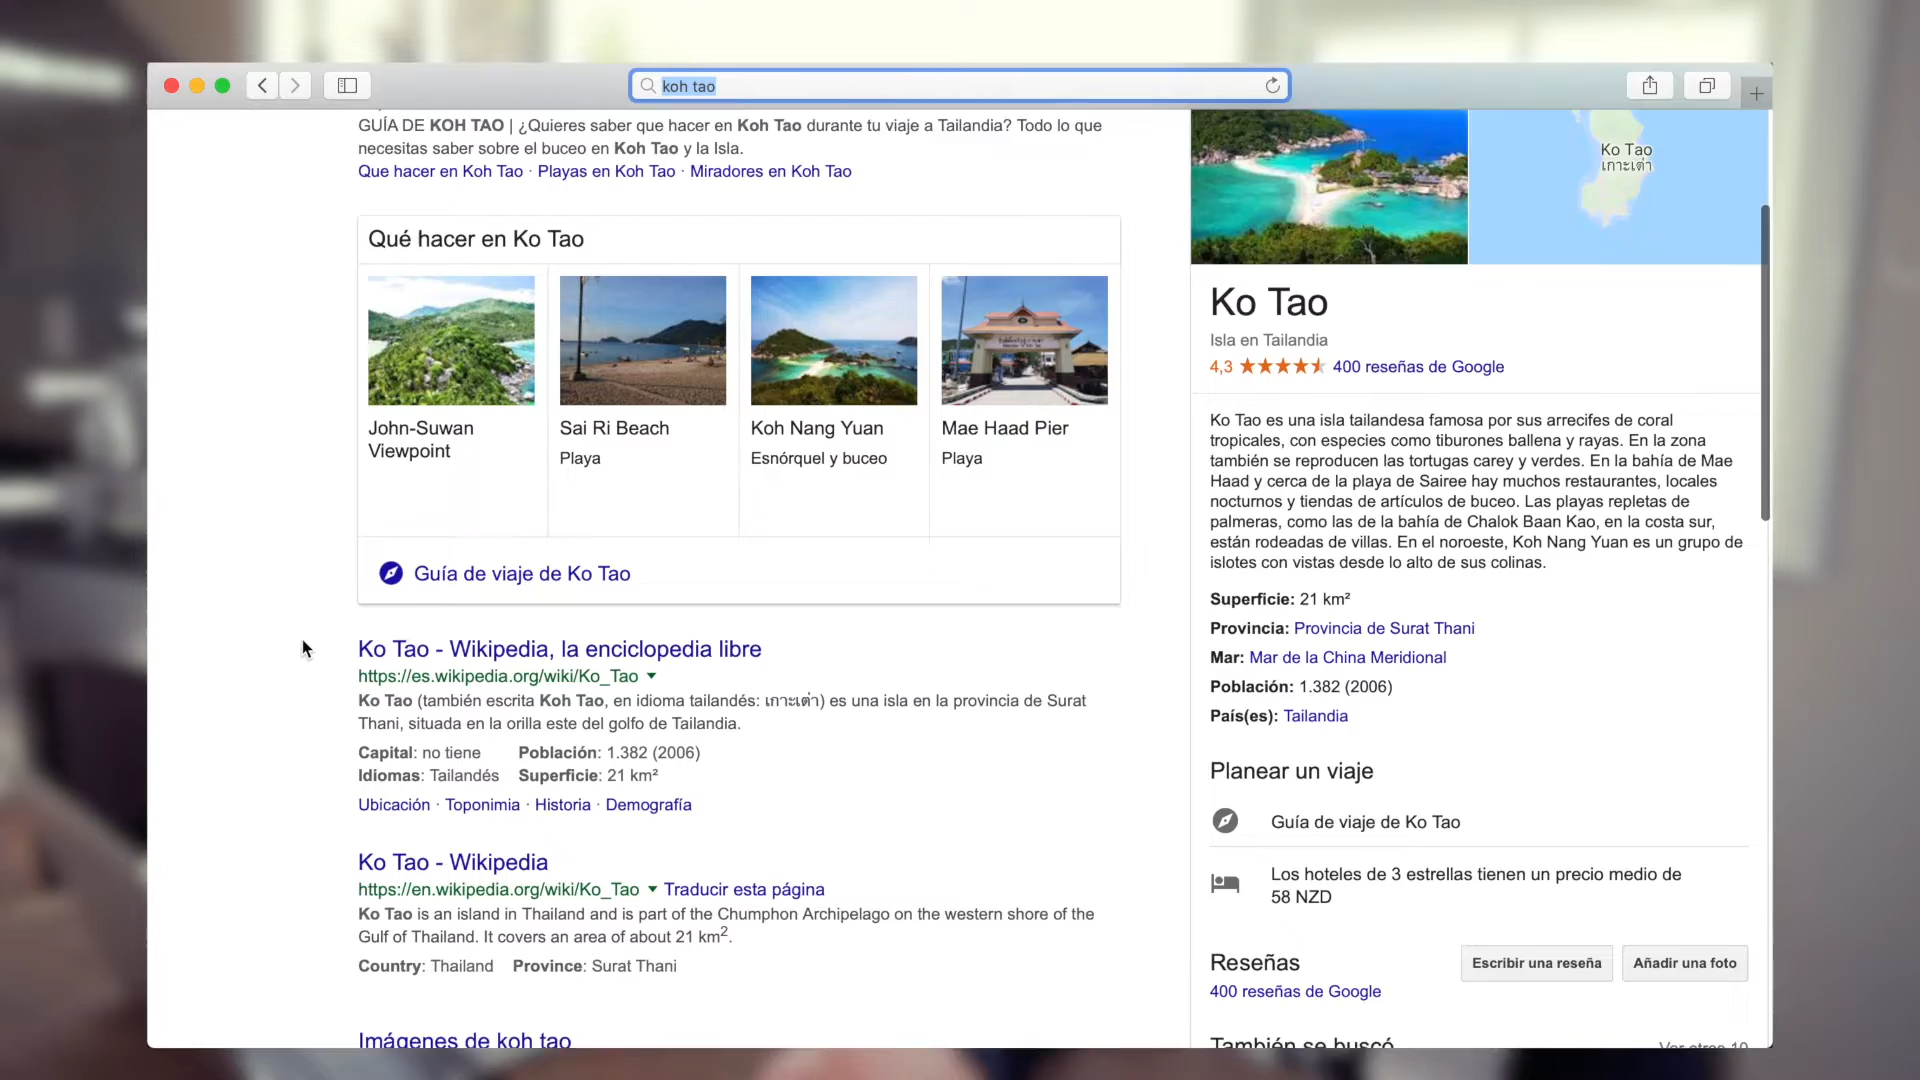 koh tao
GUÍA DE KOH TAO | ¿Quieres saber que hacer en Koh Tao durante tu viaje a Tailandia? Todo lo que
necesitas saber sobre el buceo en Koh Tao y la Isla.
Que hacer en Koh Tao · Playas en Koh Tao · Miradores en Koh Tao
Qué hacer en Ko Tao
John-Suwan
Viewpoint
Sai Ri Beach
Playa
Koh Nang Yuan
Esnórquel y buceo
Mae Haad Pier
Playa
Guía de viaje de Ko Tao
Ko Tao - Wikipedia, la enciclopedia libre
https://es.wikipedia.org/wiki/Ko_Tao
Ko Tao (también escrita Koh Tao, en idioma tailandés: เกาะเต่า) es una isla en la provincia de Surat
Thani, situada en la orilla este del golfo de Tailandia.
Capital: no tiene Población: 1.382 (2006)
Idiomas: Tailandés Superficie: 21 km²
Ubicación · Toponimia · Historia · Demografía
Ko Tao - Wikipedia
https://en.wikipedia.org/wiki/Ko_Tao Traducir esta página
Ko Tao is an island in Thailand and is part of the Chumphon Archipelago on the western shore of the
Gulf of Thailand. It covers an area of about 21 km2.
Country: Thailand Province: Surat Thani
Imágenes de koh tao
Ko Tao
เกาะเต่า
Ko Tao
Isla en Tailandia
4,3 400 reseñas de Google
Ko Tao es una isla tailandesa famosa por sus arrecifes de coral
tropicales, con especies como tiburones ballena y rayas. En la zona
también se reproducen las tortugas carey y verdes. En la bahía de Mae
Haad y cerca de la playa de Sairee hay muchos restaurantes, locales
nocturnos y tiendas de artículos de buceo. Las playas repletas de
palmeras, como las de la bahía de Chalok Baan Kao, en la costa sur,
están rodeadas de villas. En el noroeste, Koh Nang Yuan es un grupo de
islotes con vistas desde lo alto de sus colinas.
Superficie: 21 km²
Provincia: Provincia de Surat Thani
Mar: Mar de la China Meridional
Población: 1.382 (2006)
País(es): Tailandia
Planear un viaje
Guía de viaje de Ko Tao
Los hoteles de 3 estrellas tienen un precio medio de
58 NZD
Reseñas
Escribir una reseña
Añadir una foto
400 reseñas de Google
También se buscó
Ver otros 10